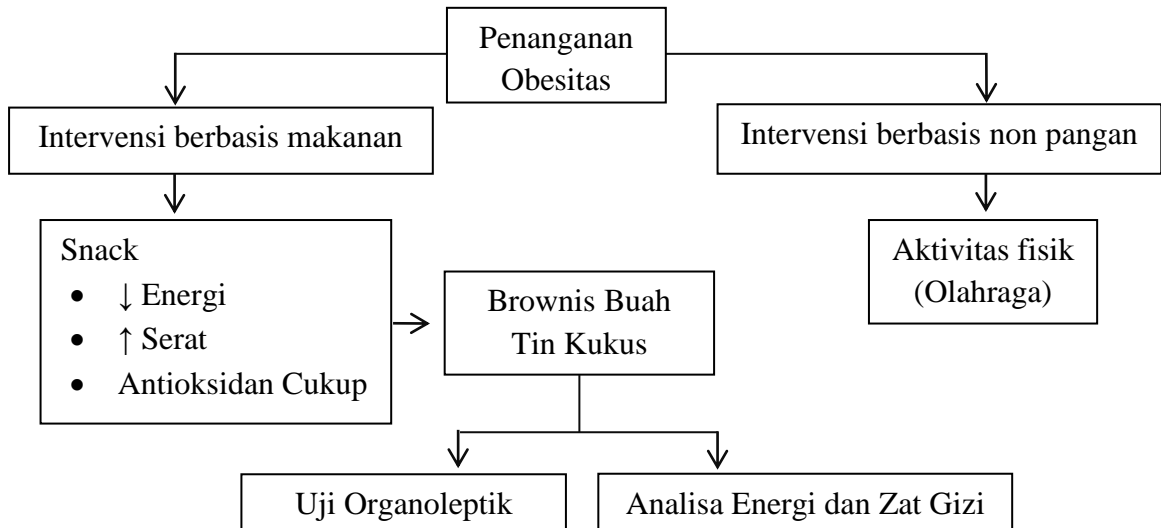 Penanganan
Obesitas
Intervensi berbasis makanan
Intervensi berbasis non pangan
Snack
• ↓ Energi
• ↑ Serat
• Antioksidan Cukup
Brownis Buah
Tin Kukus
Aktivitas fisik
(Olahraga)
Uji Organoleptik
Analisa Energi dan Zat Gizi